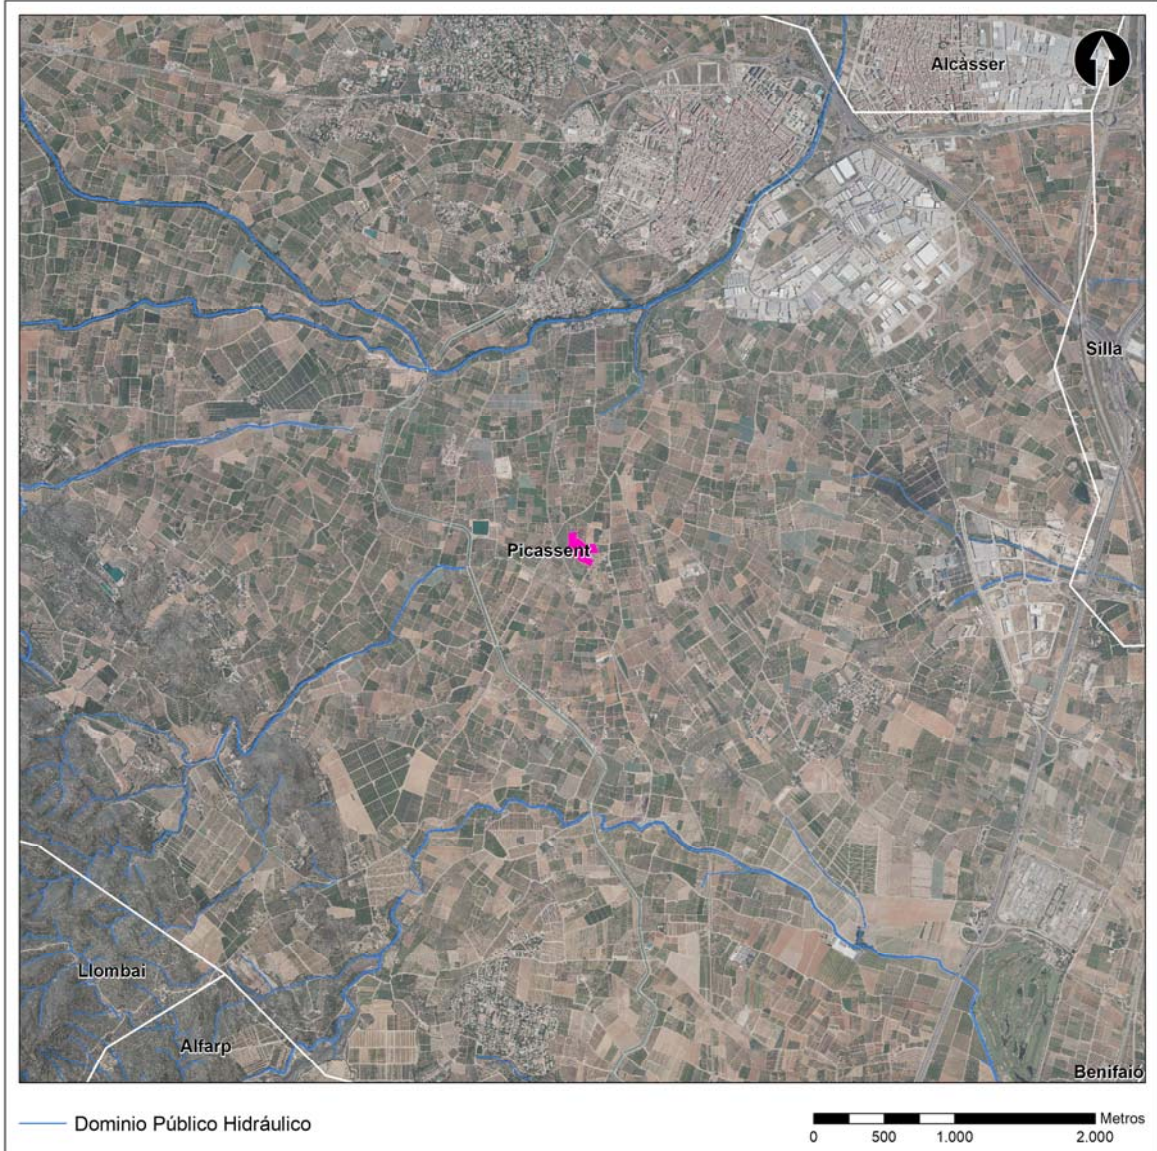 Alcàsser
Silla
Picassent
Llombai
Alfarp
Benifaió
Dominio Público Hidráulico
Metros
0 500 1.000 2.000